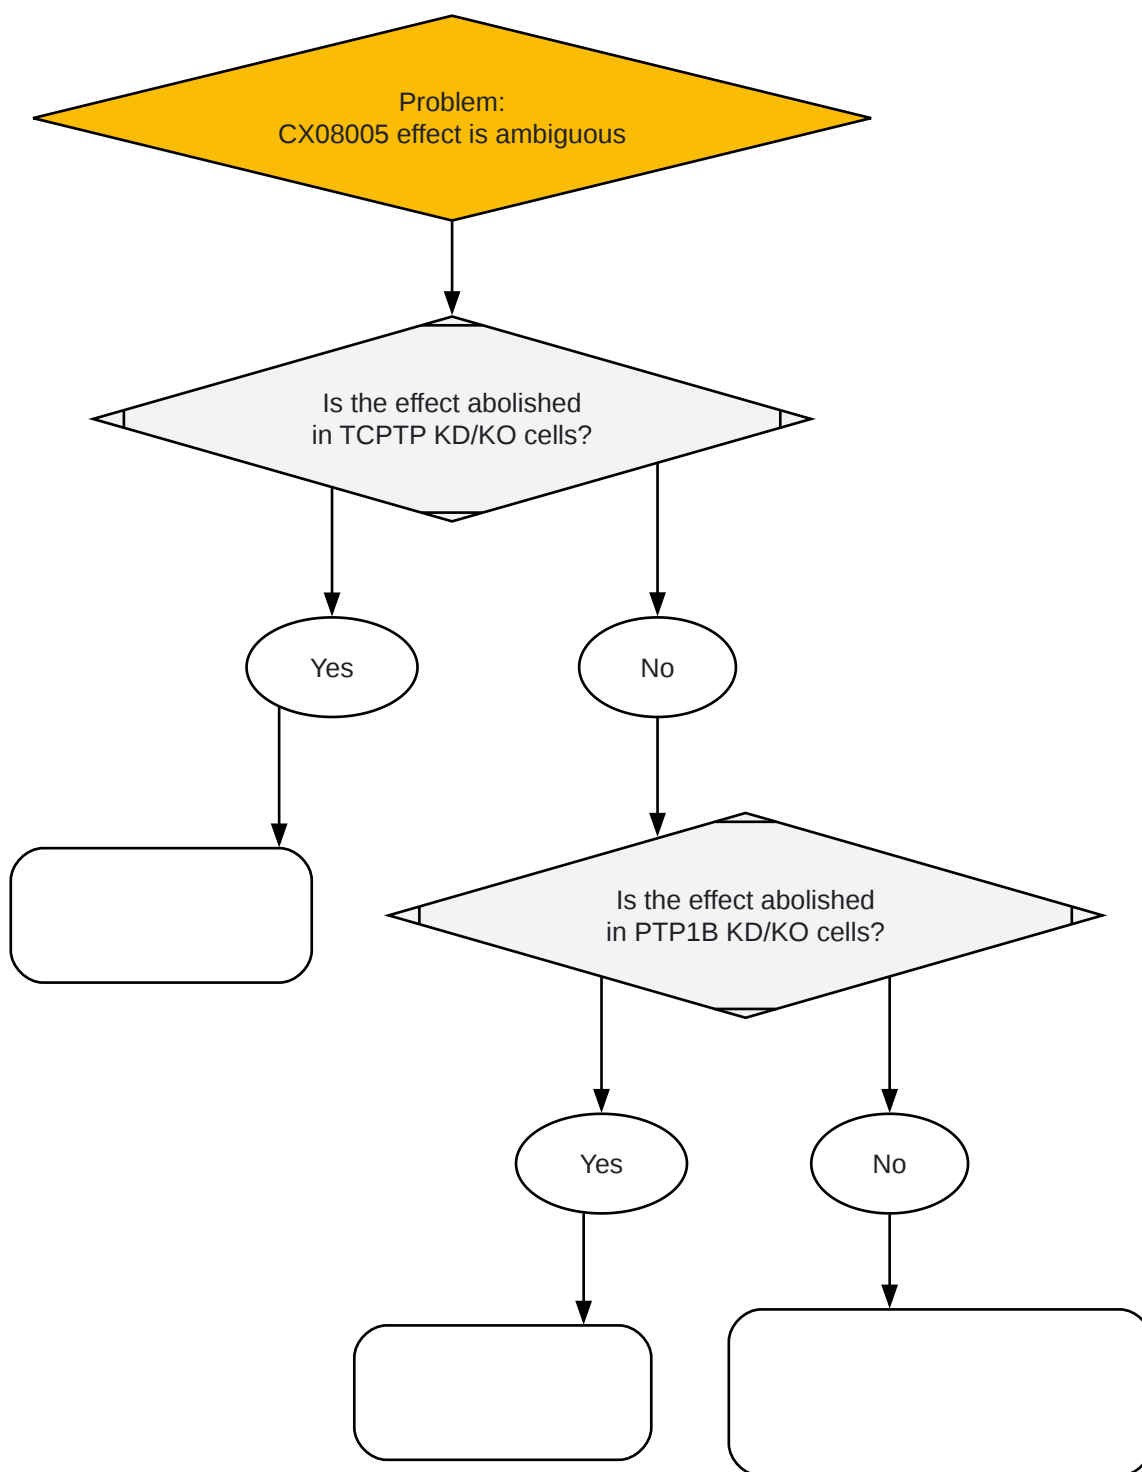 Problem:
CX08005 effect is ambiguous
Is the effect abolished
in TCPTP KD/KO cells?
Yes
No
Is the effect abolished
in PTP1B KD/KO cells?
Yes
No